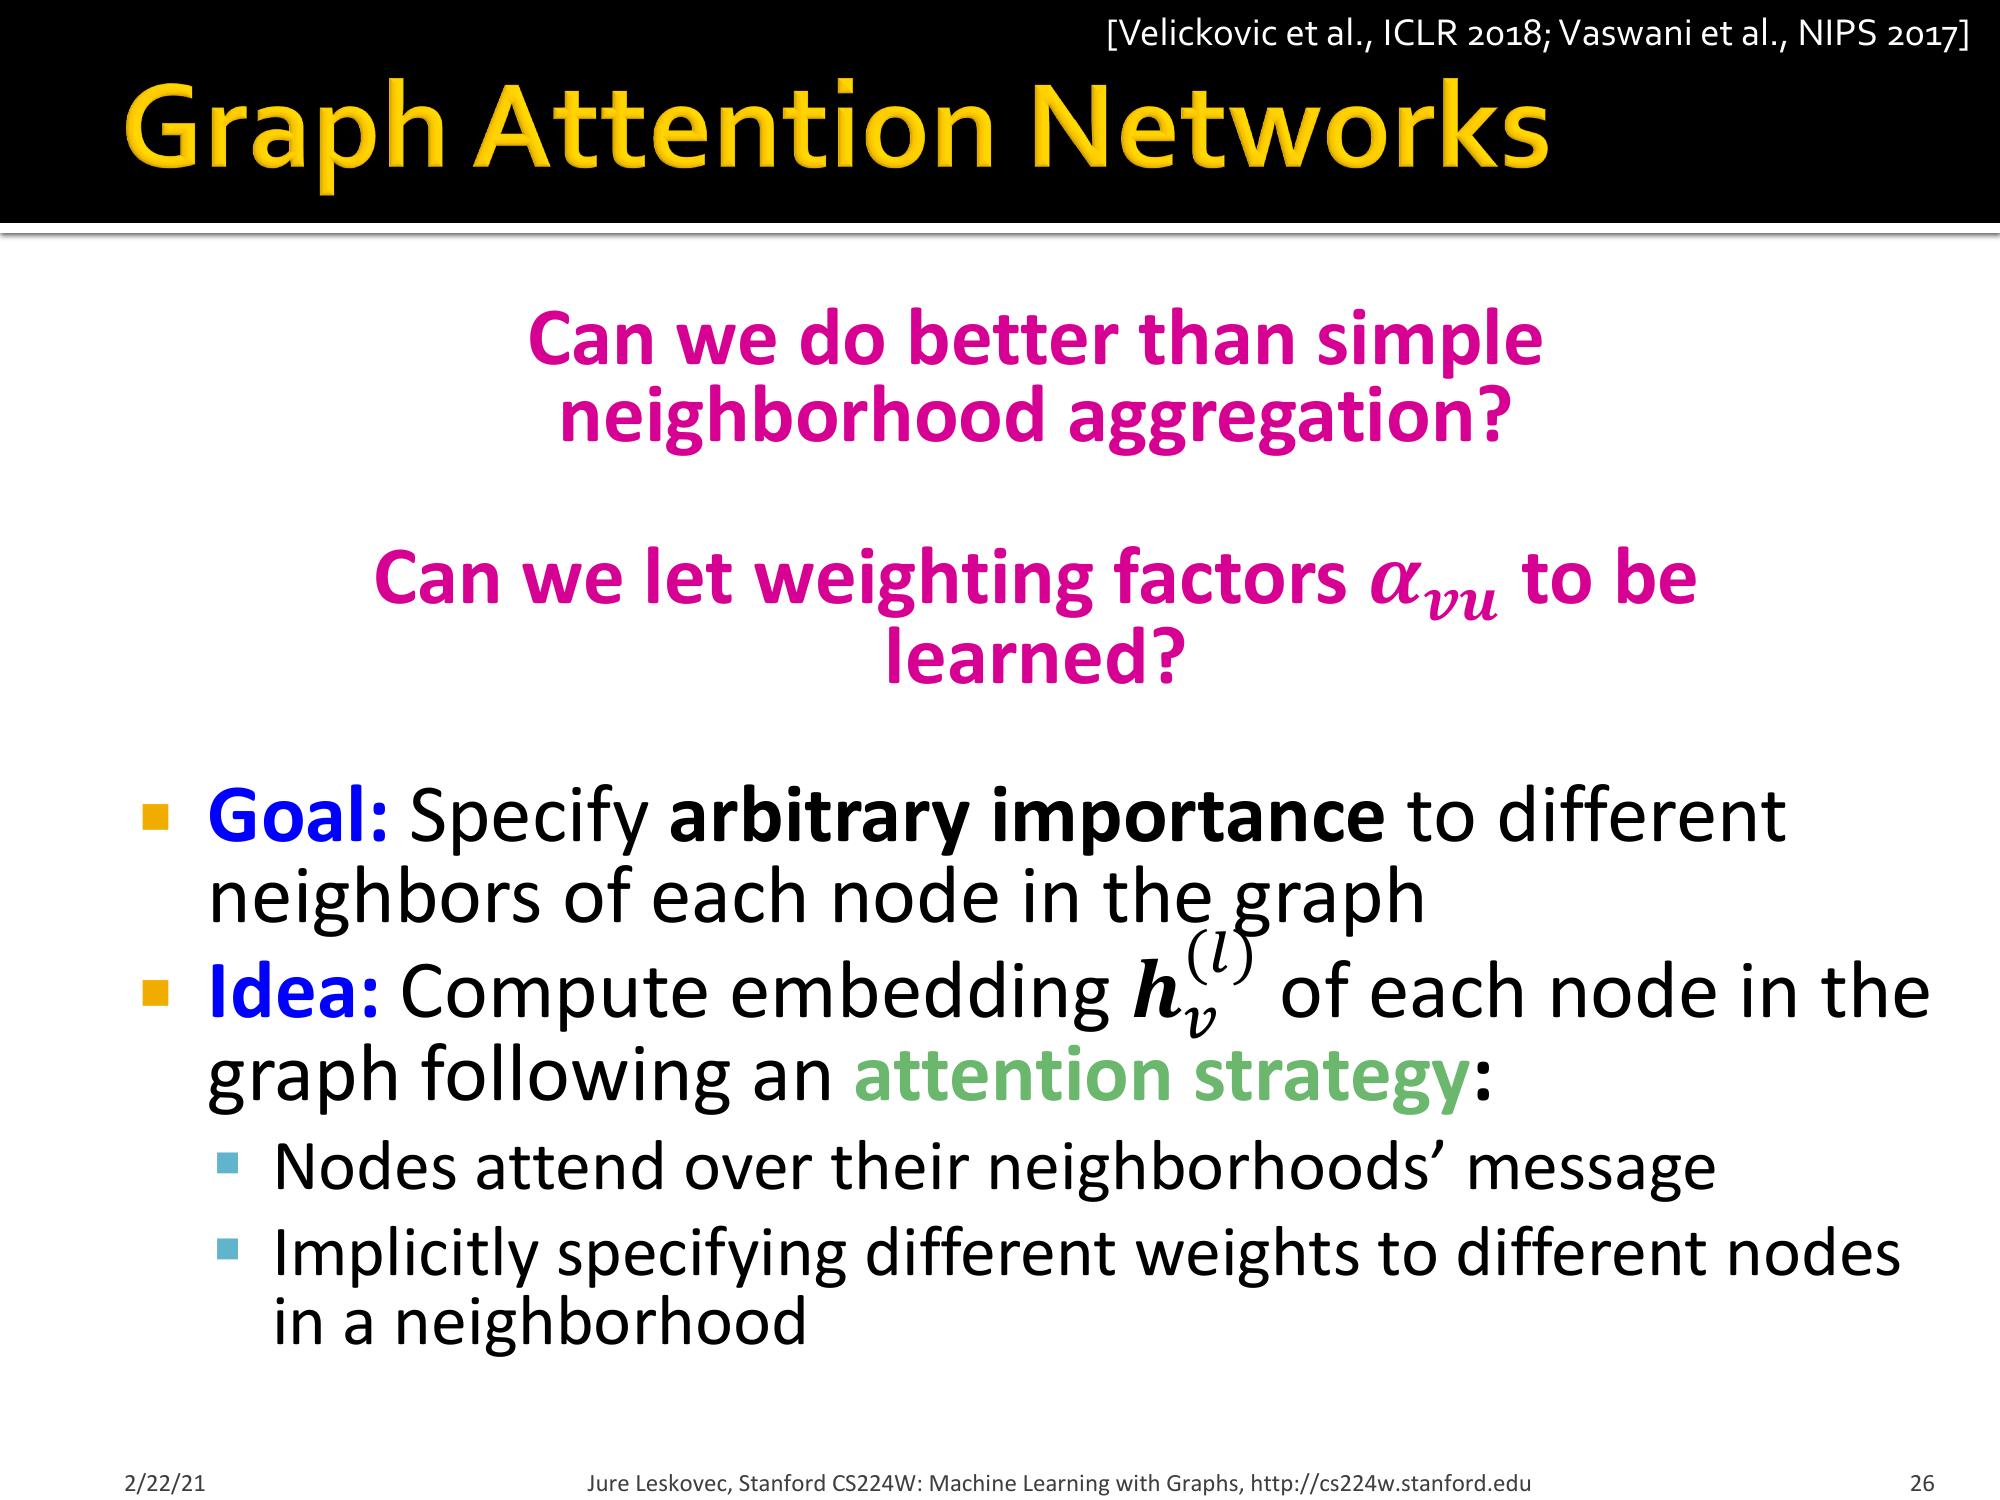 [Velickovic et al., ICLR 2018; Vaswani et al., NIPS 2017]
Graph Attention Networks
Can we do better than simple
neighborhood aggregation?
Can we let weighting factors 𝜶𝒗𝒖 to be
learned?
▪ Goal: Specify arbitrary importance to different
neighbors of each node in the graph
▪ Idea: Compute embedding 𝒉𝒗^(𝑙) of each node in the
graph following an attention strategy:
▪ Nodes attend over their neighborhoods’ message
▪ Implicitly specifying different weights to different nodes
in a neighborhood
2/22/21 Jure Leskovec, Stanford CS224W: Machine Learning with Graphs, http://cs224w.stanford.edu 26